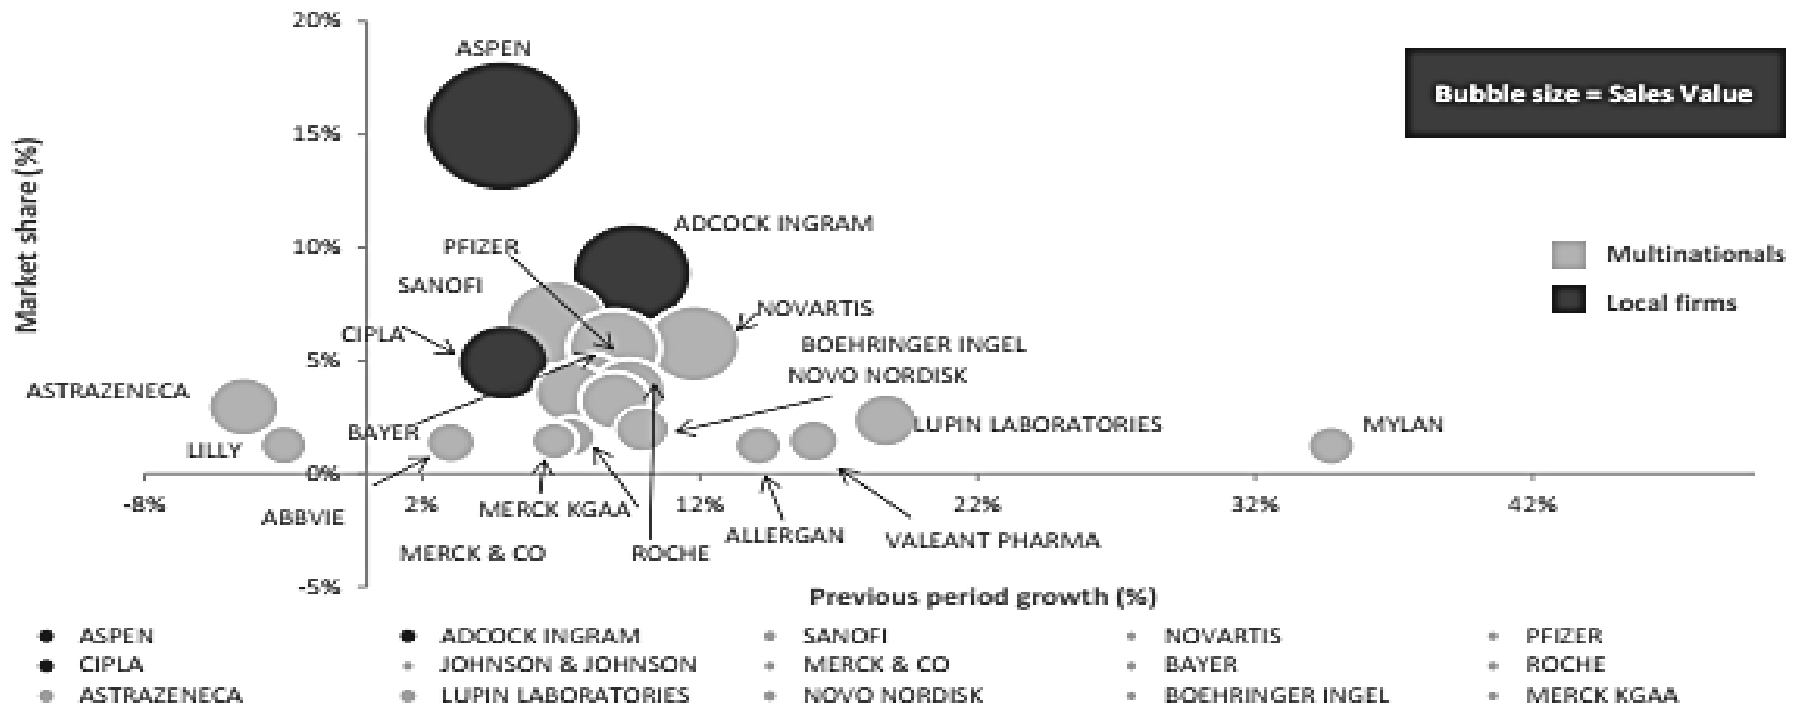 20%
ASPEN
Bubble size = Sales Value
15%
Market share (%)
ADCOCK INGRAM
10%
PFIZER
Multinationals
SANOFI
Local firms
NOVARTIS
CIPLA
BOEHRINGER INGEL
5%
NOVO NORDISK
ASTRAZENECA
LUPIN LABORATORIES
MYLAN
BAYER
LILLY
0%
-8% 2% 12% 22% 32% 42%
MERCK KGAA
ABBVIE
ALLERGAN
VALEANT PHARMA
MERCK & CO
ROCHE
-5%
Previous period growth (%)
ASPEN ADCOCK INGRAM SANOFI NOVARTIS PFIZER
CIPLA JOHNSON & JOHNSON MERCK & CO BAYER ROCHE
ASTRAZENECA LUPIN LABORATORIES NOVO NORDISK BOEHRINGER INGEL MERCK KGAA